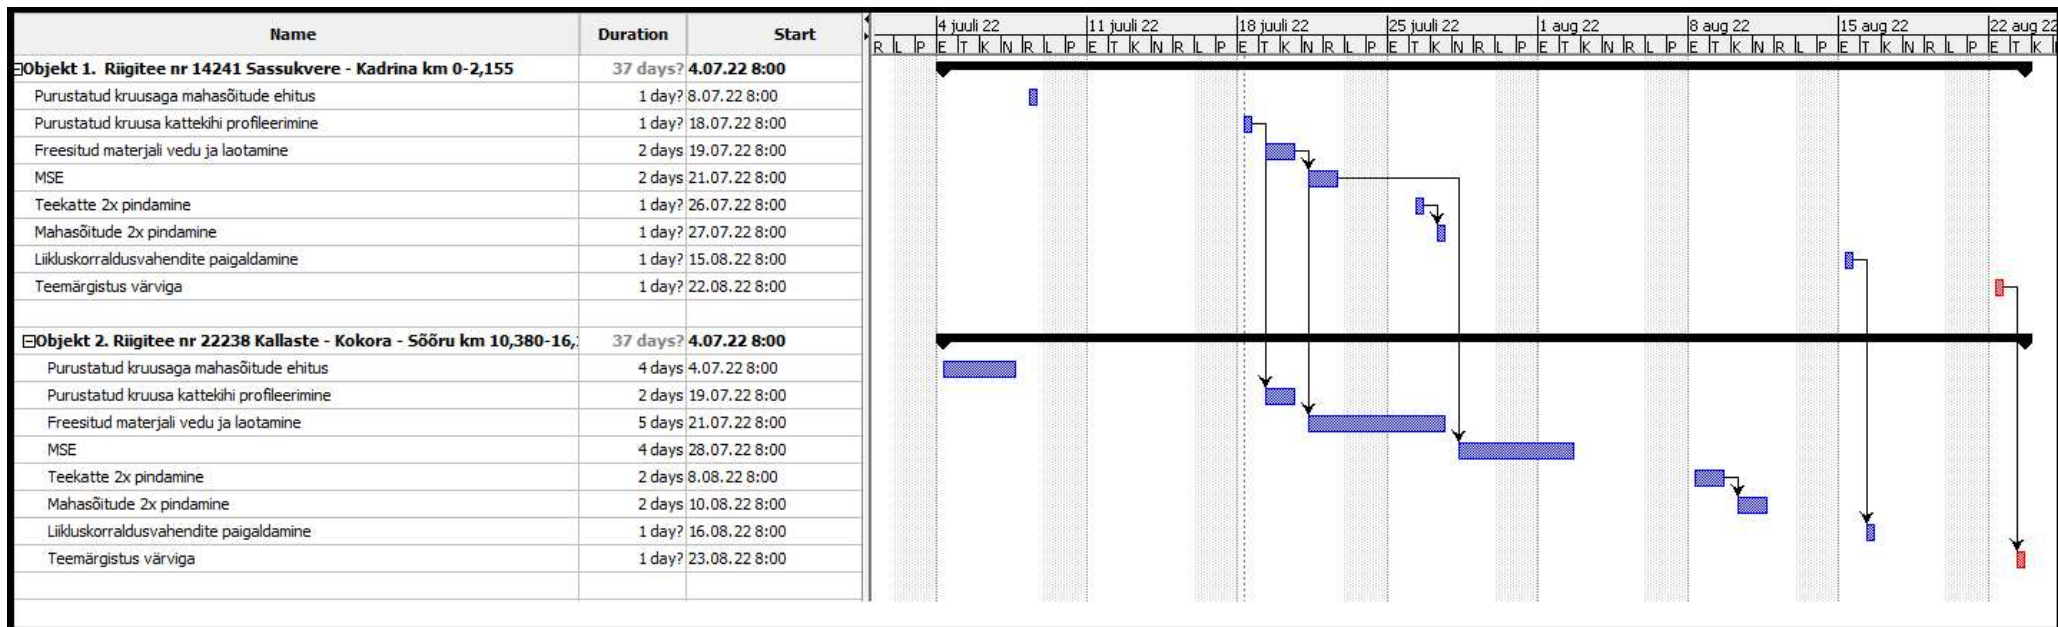 Name Duration Start
4 juuli 22 11 juuli 22 18 juuli 22 25 juuli 22 1 aug 22 8 aug 22 15 aug 22 22 aug 22
R L P E T K N R L P E T K N R L P E T K N R L P E T K N R L P E T K N R L P E T K N R L P E T K N R L P E T K
Objekt 1. Riigitee nr 14241 Sassukvere - Kadrina km 0-2,155 37 days? 4.07.22 8:00
Purustatud kruusaga mahasõitude ehitus 1 day? 8.07.22 8:00
Purustatud kruusa kattekihi profileerimine 1 day? 18.07.22 8:00
Freesitud materjali vedu ja laotamine 2 days 19.07.22 8:00
MSE 2 days 21.07.22 8:00
Teekatte 2x pindamine 1 day? 26.07.22 8:00
Mahasõitude 2x pindamine 1 day? 27.07.22 8:00
Liikluskorraldusvahendite paigaldamine 1 day? 15.08.22 8:00
Teemärgistus värviga 1 day? 22.08.22 8:00
Objekt 2. Riigitee nr 22238 Kallaste - Kokora - Sõõru km 10,380-16, 37 days? 4.07.22 8:00
Purustatud kruusaga mahasõitude ehitus 4 days 4.07.22 8:00
Purustatud kruusa kattekihi profileerimine 2 days 19.07.22 8:00
Freesitud materjali vedu ja laotamine 5 days 21.07.22 8:00
MSE 4 days 28.07.22 8:00
Teekatte 2x pindamine 2 days 8.08.22 8:00
Mahasõitude 2x pindamine 2 days 10.08.22 8:00
Liikluskorraldusvahendite paigaldamine 1 day? 16.08.22 8:00
Teemärgistus värviga 1 day? 23.08.22 8:00